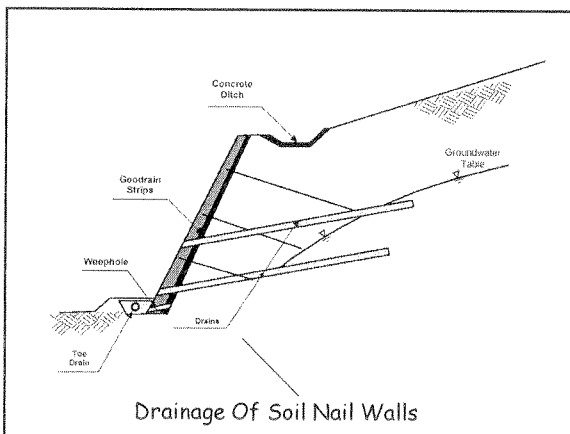 Concrete
Ditch
Groundwater
Table
Goodrain
Strips
Weephole
Drains
Toe
Drain
Drainage Of Soil Nail Walls